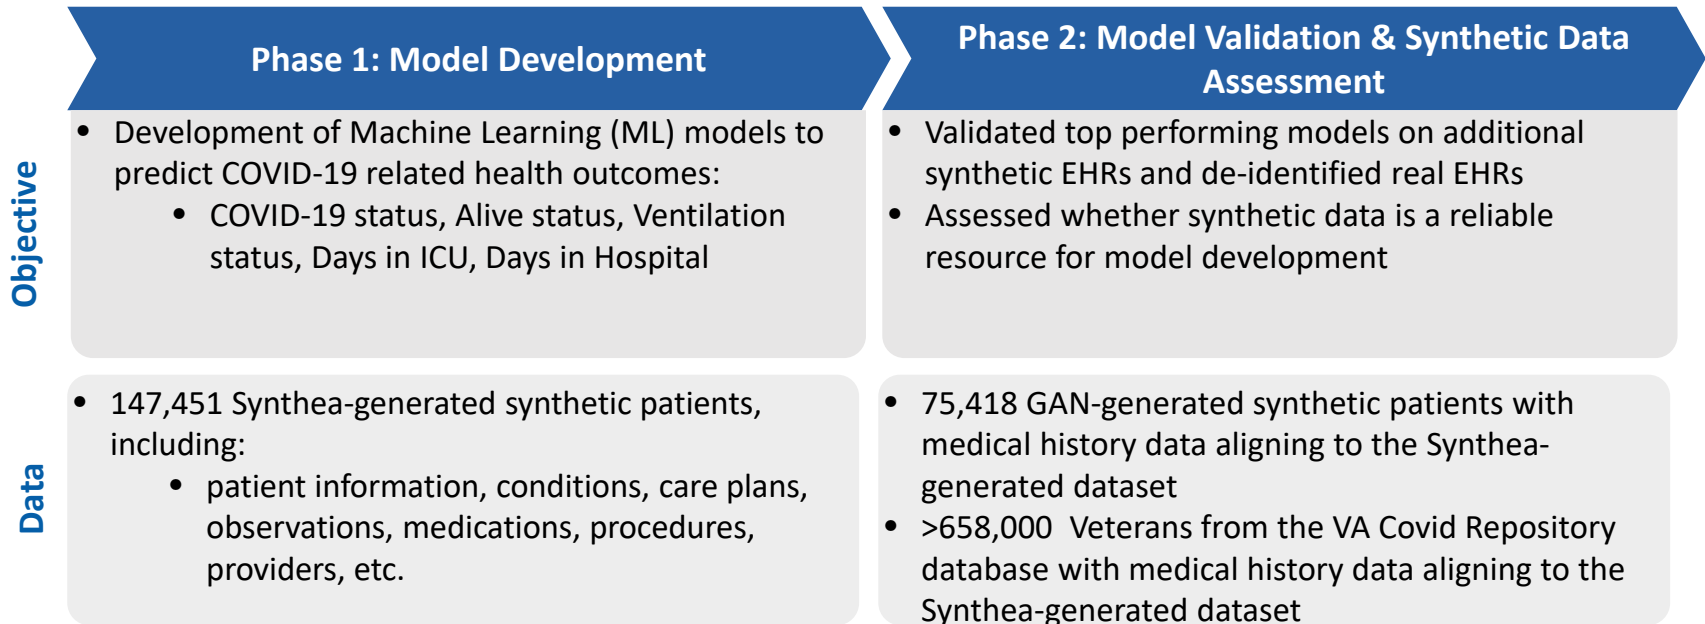 Phase 1: Model Development
Phase 2: Model Validation & Synthetic Data
Assessment
Objective
• Development of Machine Learning (ML) models to
predict COVID-19 related health outcomes:
• COVID-19 status, Alive status, Ventilation
status, Days in ICU, Days in Hospital
• Validated top performing models on additional
synthetic EHRs and de-identified real EHRs
• Assessed whether synthetic data is a reliable
resource for model development
Data
• 147,451 Synthea-generated synthetic patients,
including:
• patient information, conditions, care plans,
observations, medications, procedures,
providers, etc.
• 75,418 GAN-generated synthetic patients with
medical history data aligning to the Synthea-
generated dataset
• >658,000 Veterans from the VA Covid Repository
database with medical history data aligning to the
Synthea-generated dataset